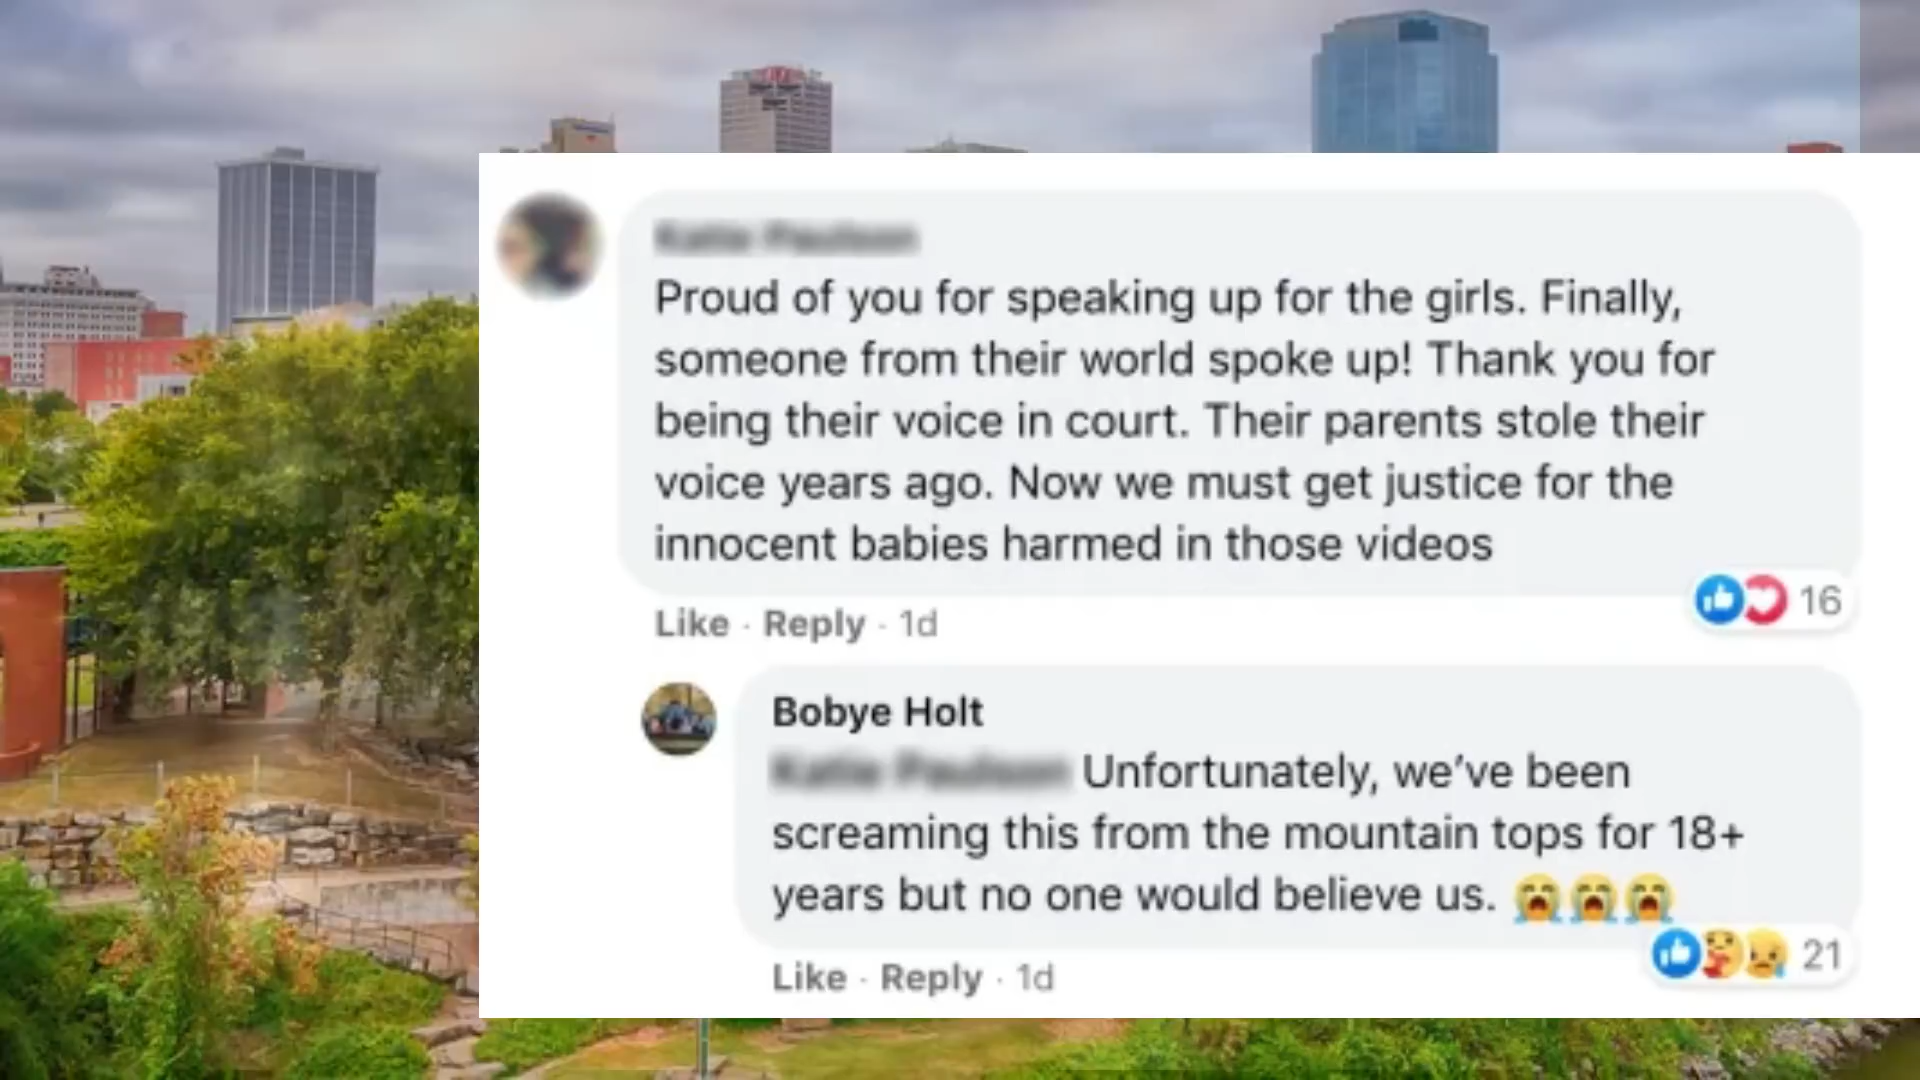 Proud of you for speaking up for the girls. Finally,
someone from their world spoke up! Thank you for
being their voice in court. Their parents stole their
voice years ago. Now we must get justice for the
innocent babies harmed in those videos
16
Like · Reply · 1d
Bobye Holt
Unfortunately, we’ve been
screaming this from the mountain tops for 18+
years but no one would believe us. 😭😭😭
21
Like · Reply · 1d